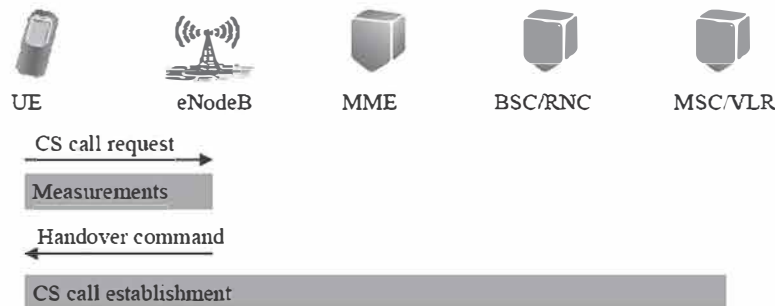 UE
eNodeB
MME
BSC/RNC
MSC/VLR
CS call request
Measurements
Handover command
CS call establishment